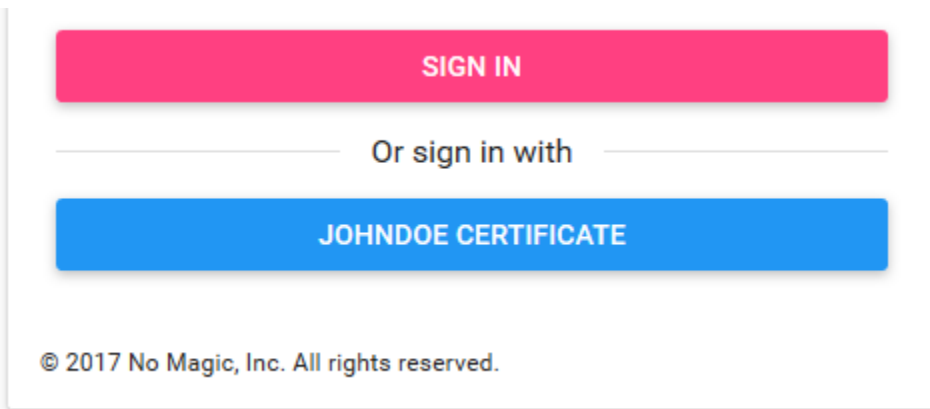 SIGN IN
Or sign in with
JOHNDOE CERTIFICATE
© 2017 No Magic, Inc. All rights reserved.